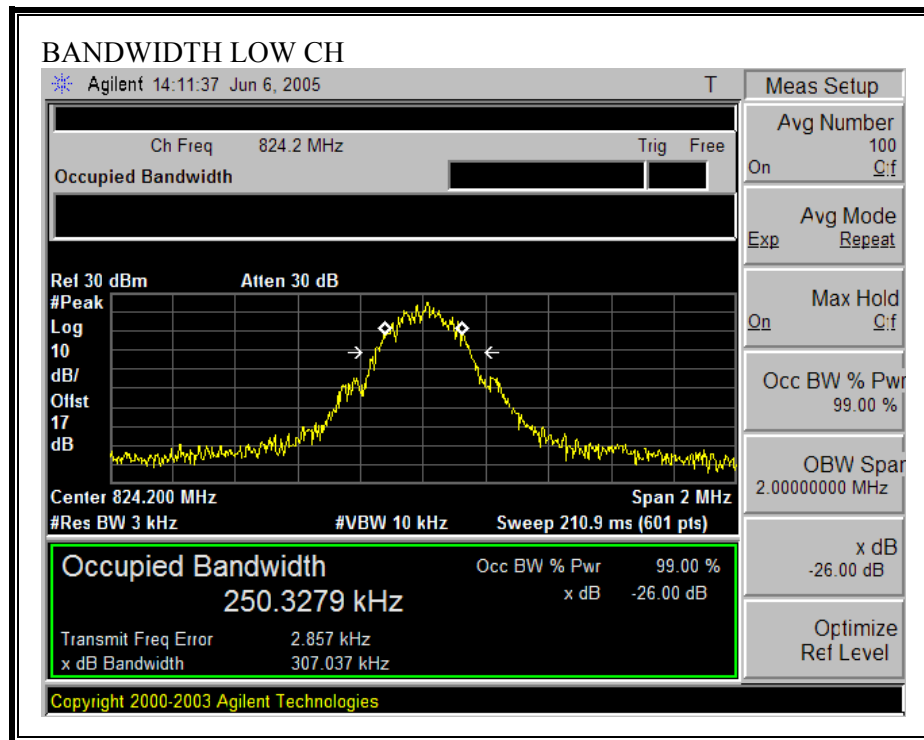 BANDWIDTH LOW CH
Agilent 14:11:37 Jun 6, 2005 T
Ch Freq 824.2 MHz Trig Free
Occupied Bandwidth
Ref 30 dBm Atten 30 dB
#Peak
Log
10
dB/
Offst
17
dB
Center 824.200 MHz Span 2 MHz
#Res BW 3 kHz #VBW 10 kHz Sweep 210.9 ms (601 pts)
Occupied Bandwidth
250.3279 kHz
Occ BW % Pwr 99.00 %
x dB -26.00 dB
Transmit Freq Error 2.857 kHz
x dB Bandwidth 307.037 kHz
Copyright 2000-2003 Agilent Technologies
Meas Setup
Avg Number
100
On Off
Avg Mode
Exp Repeat
Max Hold
On Off
Occ BW % Pwr
99.00 %
OBW Span
2.00000000 MHz
x dB
-26.00 dB
Optimize
Ref Level